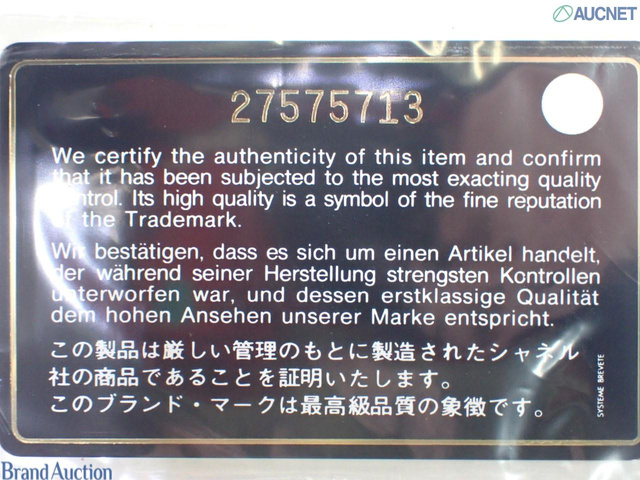 AUCNET
27575713
We certify the authenticity of this item and confirm
that it has been subjected to the most exacting quality
control. Its high quality is a symbol of the fine reputation
of the Trademark.
Wir bestätigen, dass es sich um einen Artikel handelt,
der während seiner Herstellung strengsten Kontrollen
unterworfen war, und dessen erstklassige Qualität
dem hohen Ansehen unserer Marke entspricht.
この製品は厳しい管理のもとに製造されたシャネル
社の商品であることを証明いたします。
このブランド・マークは最高級品質の象徴です。
SYSTEME BREVETE
Brand Auction